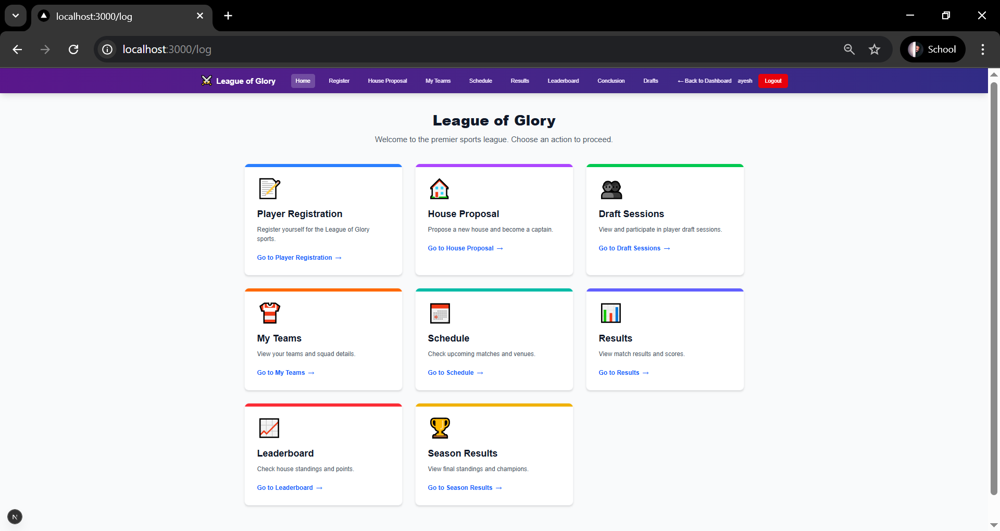 localhost:3000/log
localhost:3000/log
School
League of Glory
Home
Register
House Proposal
My Teams
Schedule
Results
Leaderboard
Conclusion
Drafts
← Back to Dashboard
ayesh
Logout
League of Glory
Welcome to the premier sports league. Choose an action to proceed.
Player Registration
Register yourself for the League of Glory
sports.
Go to Player Registration →
House Proposal
Propose a new house and become a captain.
Go to House Proposal →
Draft Sessions
View and participate in player draft sessions.
Go to Draft Sessions →
My Teams
View your teams and squad details.
Go to My Teams →
Schedule
Check upcoming matches and venues.
Go to Schedule →
Results
View match results and scores.
Go to Results →
Leaderboard
Check house standings and points.
Go to Leaderboard →
Season Results
View final standings and champions.
Go to Season Results →
N